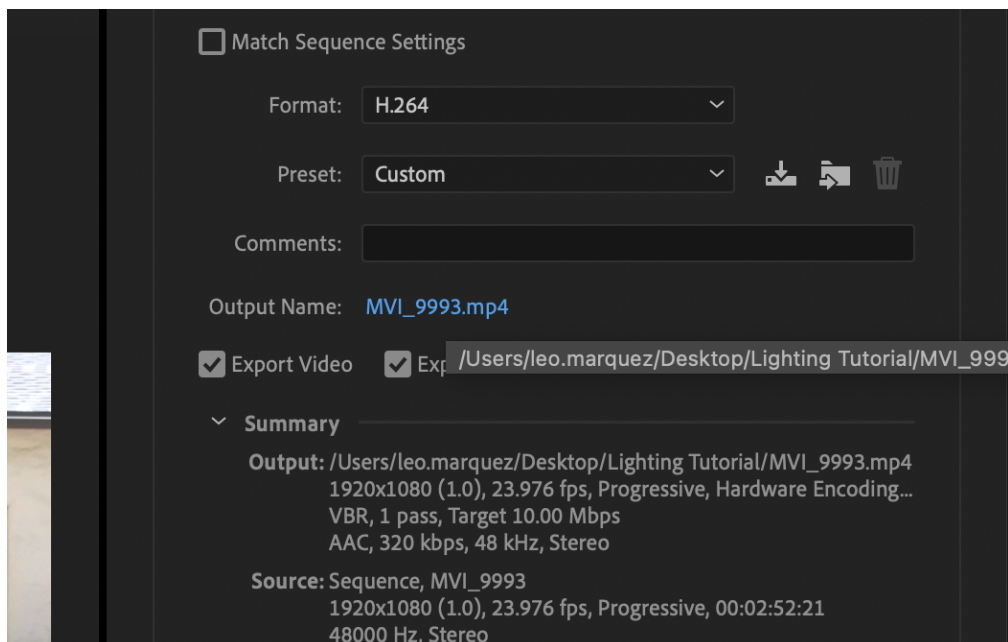 Match Sequence Settings
Format: H.264
Preset: Custom
Comments:
Output Name: MVI_9993.mp4
Export Video
/Users/leo.marquez/Desktop/Lighting Tutorial/MVI_999
Summary
Output: /Users/leo.marquez/Desktop/Lighting Tutorial/MVI_9993.mp4
1920x1080 (1.0), 23.976 fps, Progressive, Hardware Encoding...
VBR, 1 pass, Target 10.00 Mbps
AAC, 320 kbps, 48 kHz, Stereo
Source: Sequence, MVI_9993
1920x1080 (1.0), 23.976 fps, Progressive, 00:02:52:21
48000 Hz, Stereo